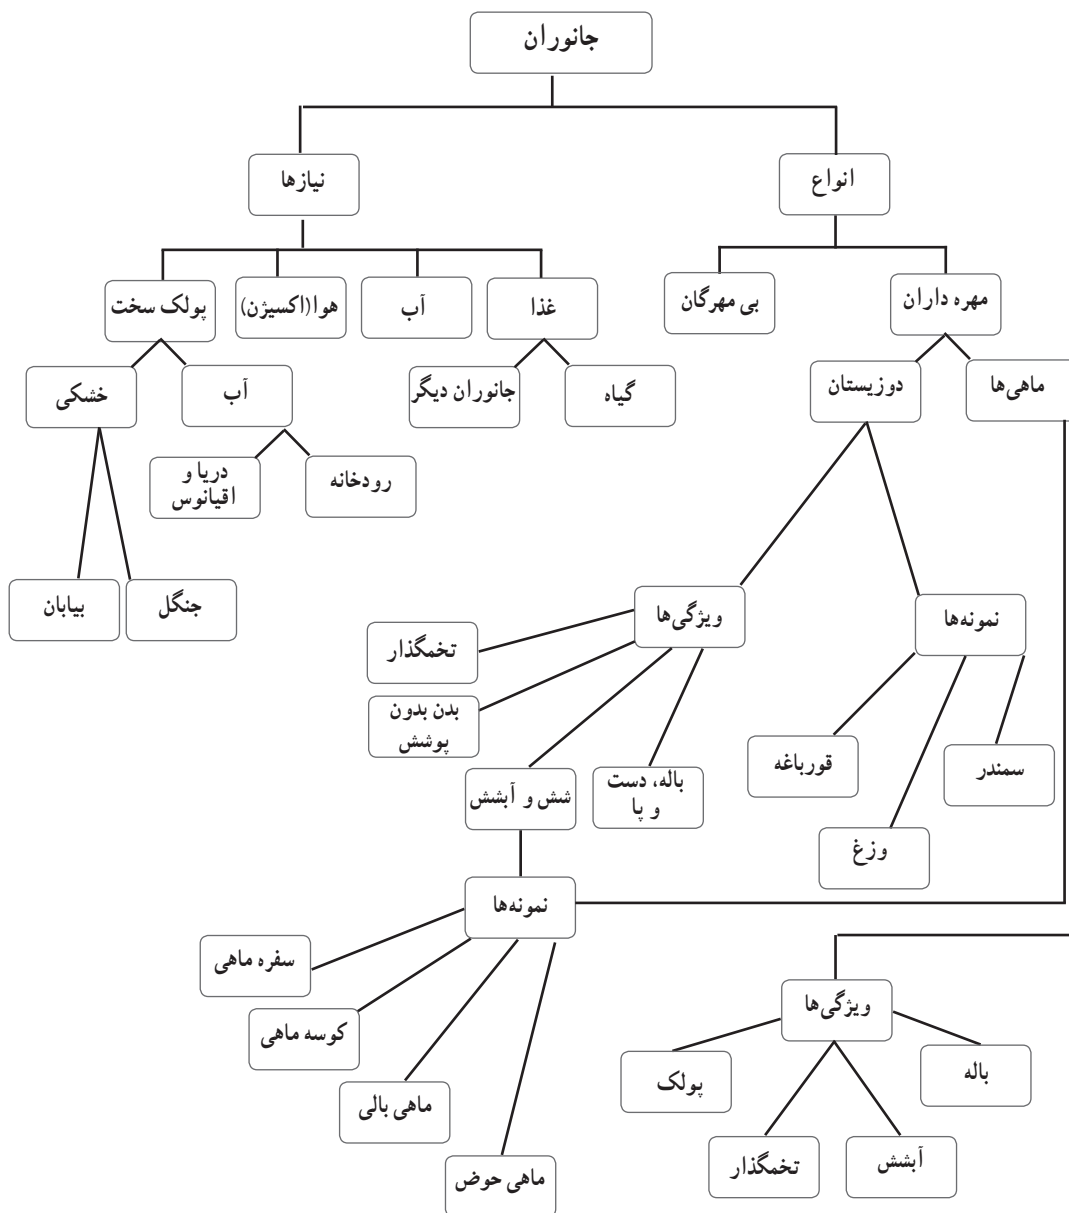 جانوران
انواع
نیازها
مهره داران
بی مهرگان
غذا
آب
هوا(اکسیژن)
پولک سخت
ماهی‌ها
دوزیستان
گیاه
جانوران دیگر
آب
خشکی
رودخانه
دریا و
اقیانوس
جنگل
بیابان
نمونه‌ها
ویژگی‌ها
تخمگذار
بدن بدون
پوشش
سمندر
قورباغه
باله، دست
و پا
شش و آبشش
وزغ
نمونه‌ها
سفره ماهی
کوسه ماهی
ماهی بالی
ماهی حوض
ویژگی‌ها
باله
پولک
آبشش
تخمگذار